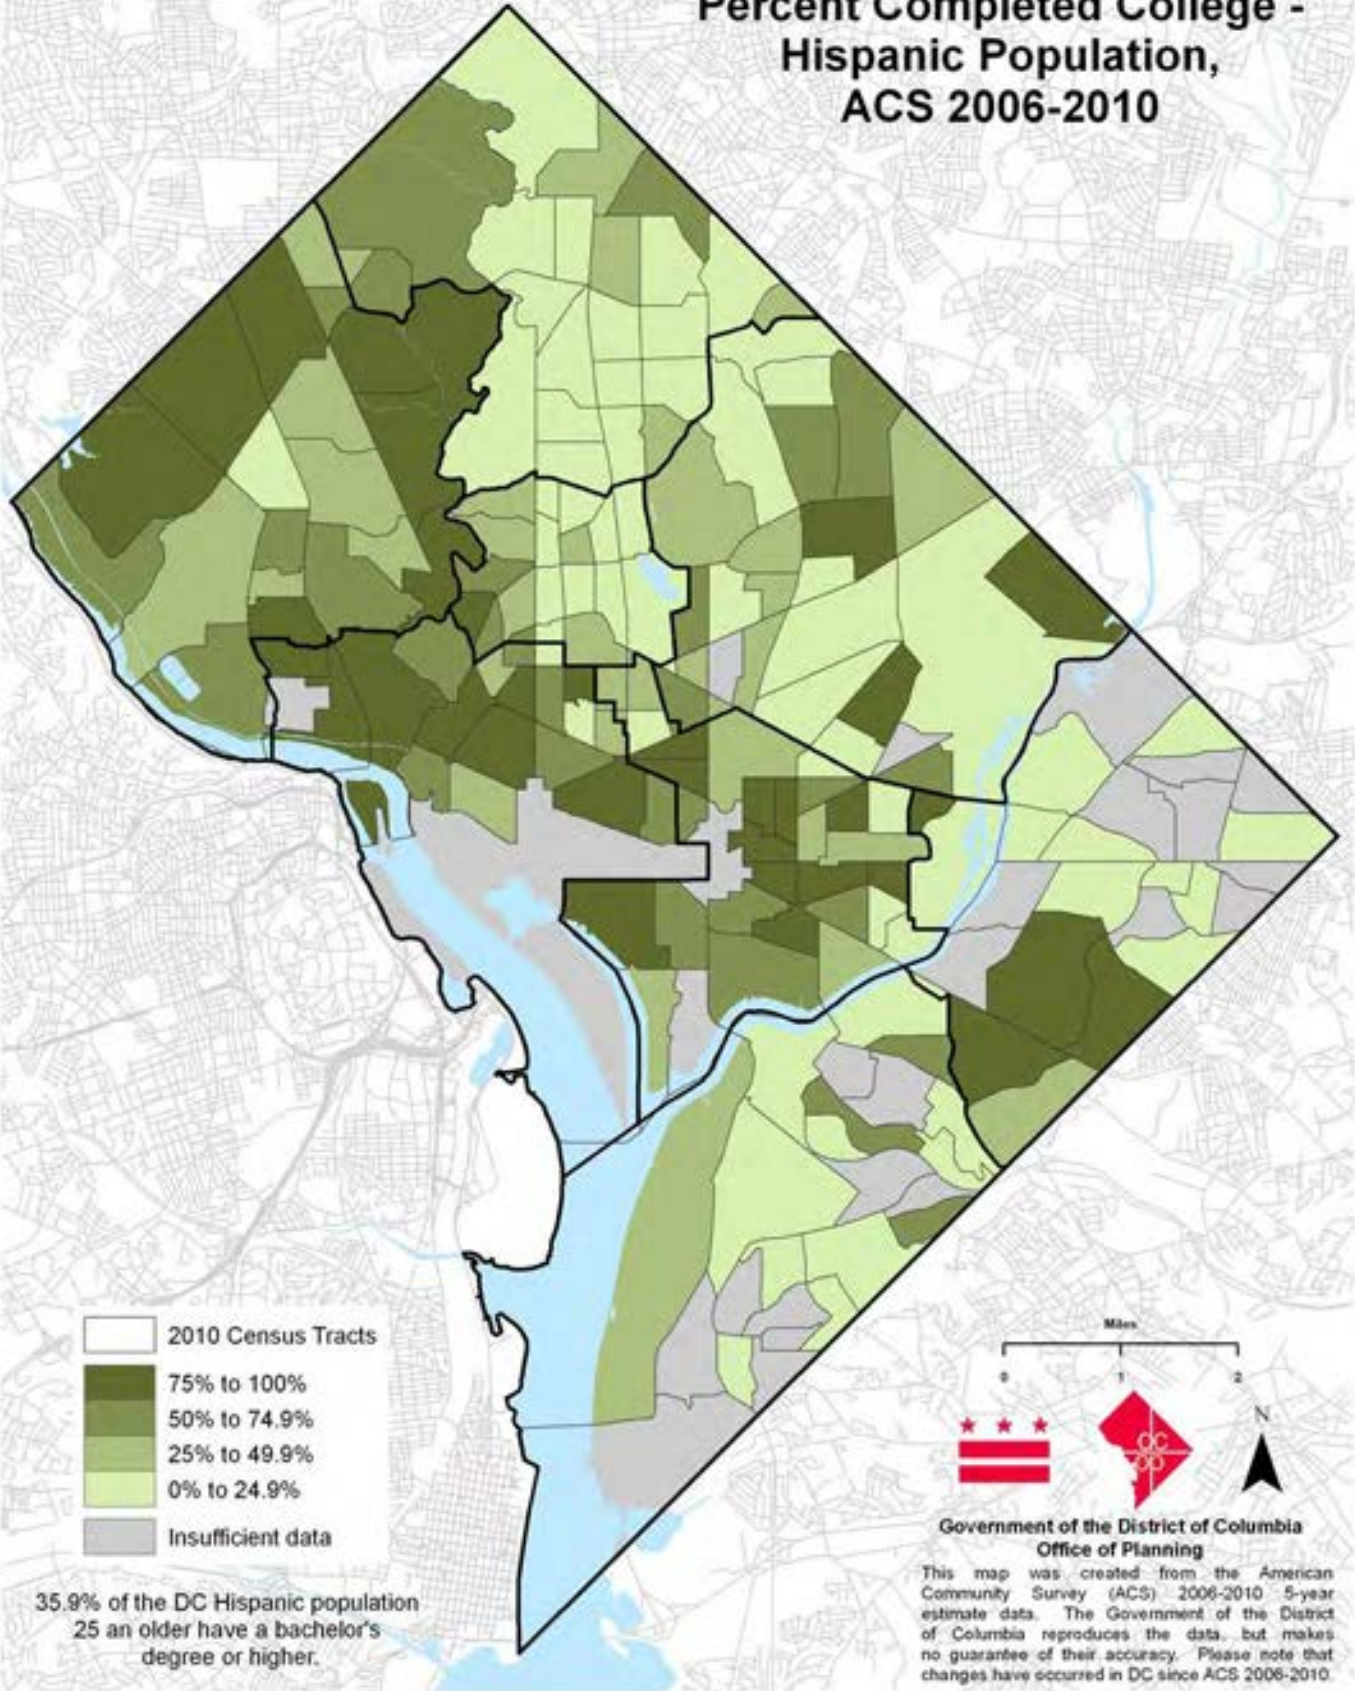 Percent Completed College -
Hispanic Population,
ACS 2006-2010
2010 Census Tracts
75% to 100%
50% to 74.9%
25% to 49.9%
0% to 24.9%
Insufficient data
35.9% of the DC Hispanic population
25 an older have a bachelor's
degree or higher.
Miles
0 1 2
N
DC
OP
Government of the District of Columbia
Office of Planning
This map was created from the American
Community Survey (ACS) 2006-2010 5-year
estimate data. The Government of the District
of Columbia reproduces the data, but makes
no guarantee of their accuracy. Please note that
changes have occurred in DC since ACS 2006-2010.